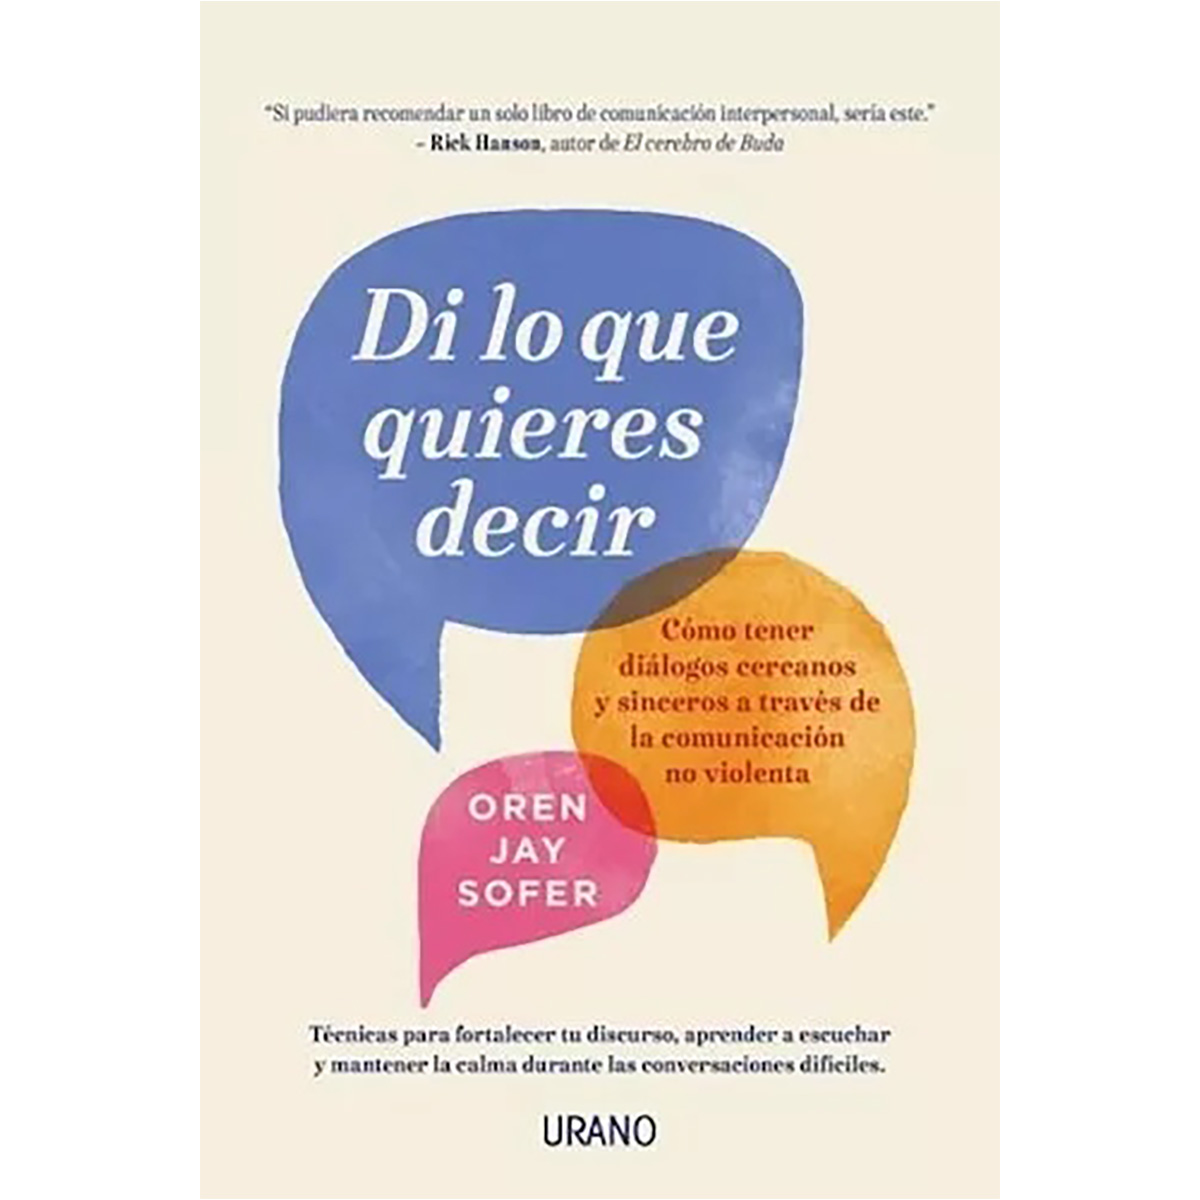 “Si pudiera recomendar un solo libro de comunicación interpersonal, sería este.”
– Rick Hanson, autor de El cerebro de Buda
Di lo que
quieres
decir
Cómo tener
diálogos cercanos
y sinceros a través de
la comunicación
no violenta
OREN
JAY
SOFER
Técnicas para fortalecer tu discurso, aprender a escuchar
y mantener la calma durante las conversaciones difíciles.
URANO